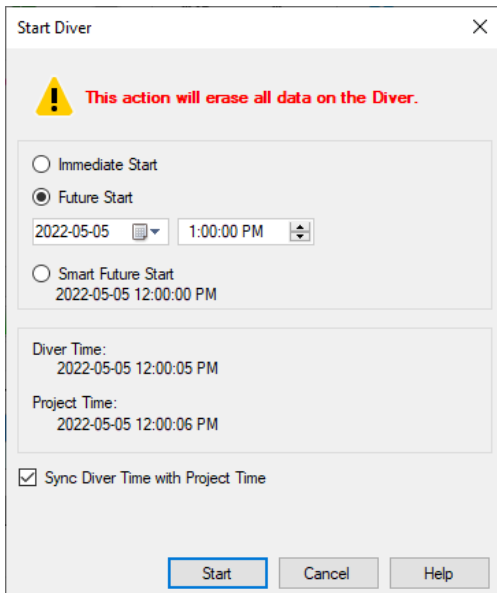 Start Diver
This action will erase all data on the Diver.
Immediate Start
Future Start
2022-05-05 1:00:00 PM
Smart Future Start
2022-05-05 12:00:00 PM
Diver Time:
2022-05-05 12:00:05 PM
Project Time:
2022-05-05 12:00:06 PM
Sync Diver Time with Project Time
Start Cancel Help